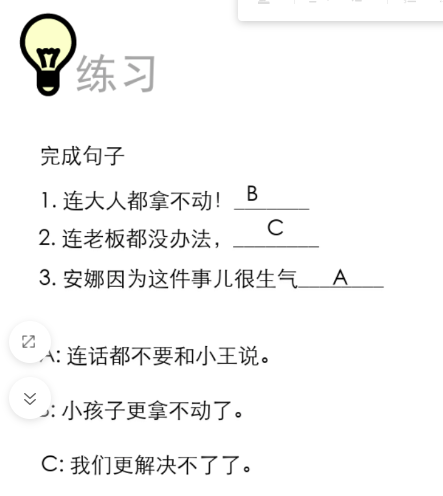 练习
完成句子
1. 连大人都拿不动！ B
2. 连老板都没办法， C
3. 安娜因为这件事儿很生气 A
A: 连话都不要和小王说。
B: 小孩子更拿不动了。
C: 我们更解决不了了。